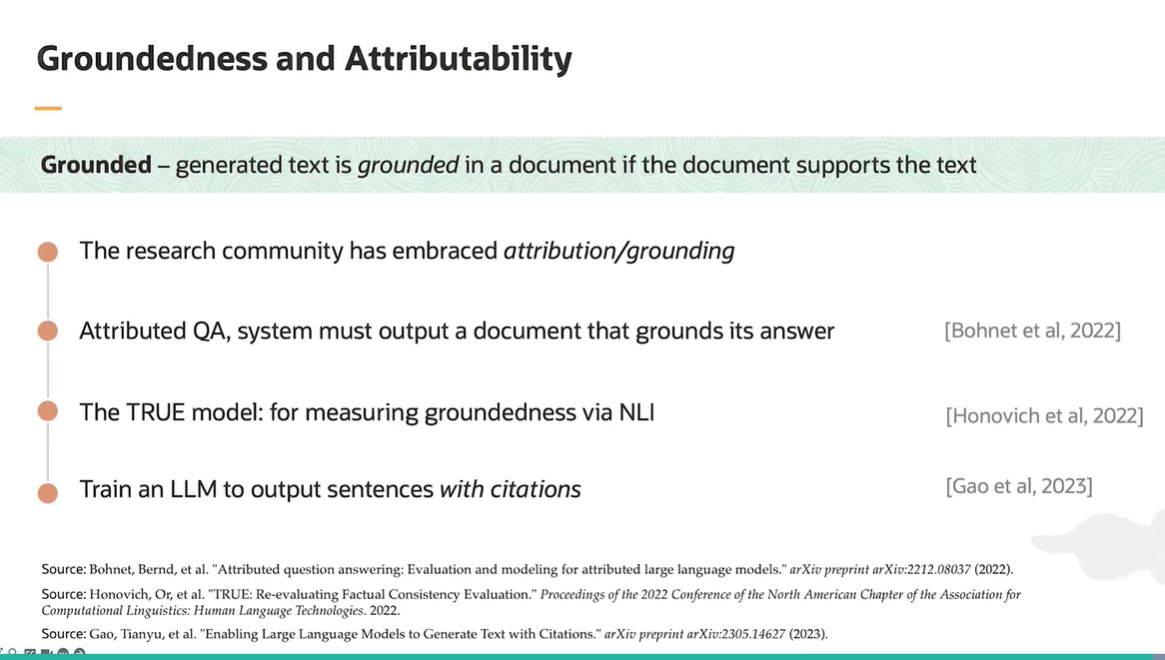 Groundedness and Attributability
Grounded – generated text is grounded in a document if the document supports the text
The research community has embraced attribution/grounding
Attributed QA, system must output a document that grounds its answer
[Bohnet et al, 2022]
The TRUE model: for measuring groundedness via NLI
[Honovich et al, 2022]
Train an LLM to output sentences with citations
[Gao et al, 2023]
Source: Bohnet, Bernd, et al. "Attributed question answering: Evaluation and modeling for attributed large language models." arXiv preprint arXiv:2212.08037 (2022).
Source: Honovich, Or, et al. "TRUE: Re-evaluating Factual Consistency Evaluation." Proceedings of the 2022 Conference of the North American Chapter of the Association for
Computational Linguistics: Human Language Technologies. 2022.
Source: Gao, Tianyu, et al. "Enabling Large Language Models to Generate Text with Citations." arXiv preprint arXiv:2305.14627 (2023).